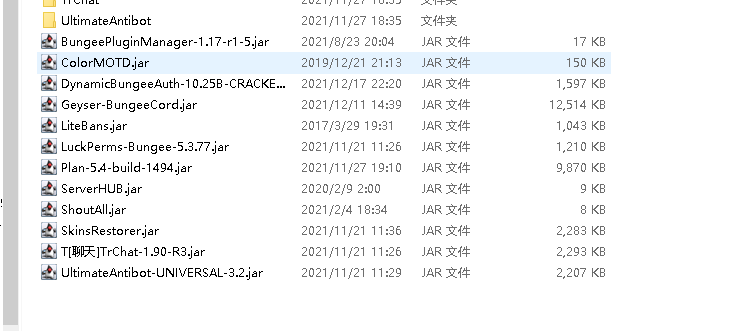 TrChat 2021/11/27 18:35 文件夹
UltimateAntibot 2021/11/27 18:35 文件夹
BungeePluginManager-1.17-r1-5.jar 2021/8/23 20:04 JAR 文件 17 KB
ColorMOTD.jar 2019/12/21 21:13 JAR 文件 150 KB
DynamicBungeeAuth-10.25B-CRACKE... 2021/12/17 22:20 JAR 文件 1,597 KB
Geyser-BungeeCord.jar 2021/12/11 14:39 JAR 文件 12,514 KB
LiteBans.jar 2017/3/29 19:31 JAR 文件 1,043 KB
LuckPerms-Bungee-5.3.77.jar 2021/11/21 11:26 JAR 文件 1,210 KB
Plan-5.4-build-1494.jar 2021/11/27 19:10 JAR 文件 9,870 KB
ServerHUB.jar 2020/2/9 2:00 JAR 文件 9 KB
ShoutAll.jar 2021/2/4 18:34 JAR 文件 8 KB
SkinsRestorer.jar 2021/11/21 11:36 JAR 文件 2,283 KB
T[聊天]TrChat-1.90-R3.jar 2021/11/21 11:26 JAR 文件 2,293 KB
UltimateAntibot-UNIVERSAL-3.2.jar 2021/11/21 11:29 JAR 文件 2,207 KB